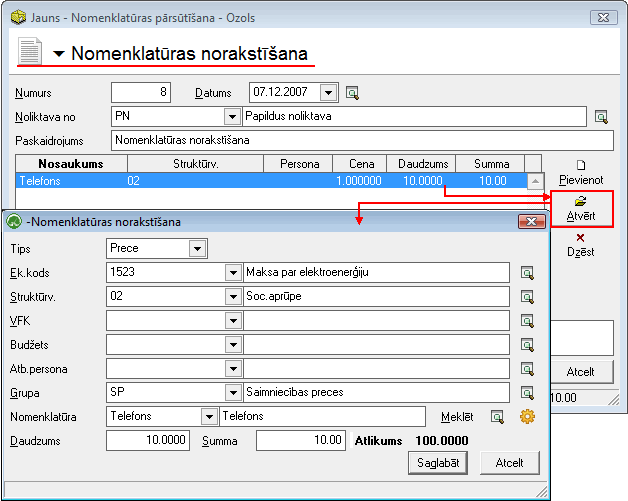 Jauns - Nomenklatūras pārsūtīšana - Ozols
Nomenklatūras norakstīšana
Numurs 8 Datums 07.12.2007
Noliktava no PN Papildus noliktava
Paskaidrojums Nomenklatūras norakstīšana
Nosaukums Struktūrv. Persona Cena Daudzums Summa
Telefons 02 1.000000 10.0000 10.00
Pievienot
Atvērt
Dzēst
Atcelt
10.00
-Nomenklatūras norakstīšana
Tips Prece
Ek.kods 1523 Maksa par elektroenerģiju
Struktūrv. 02 Soc.aprūpe
VFK
Budžets
Atb.persona
Grupa SP Saimniecības preces
Nomenklatūra Telefons Telefons Meklēt
Daudzums 10.0000 Summa 10.00 Atlikums 100.0000
Saglabāt Atcelt